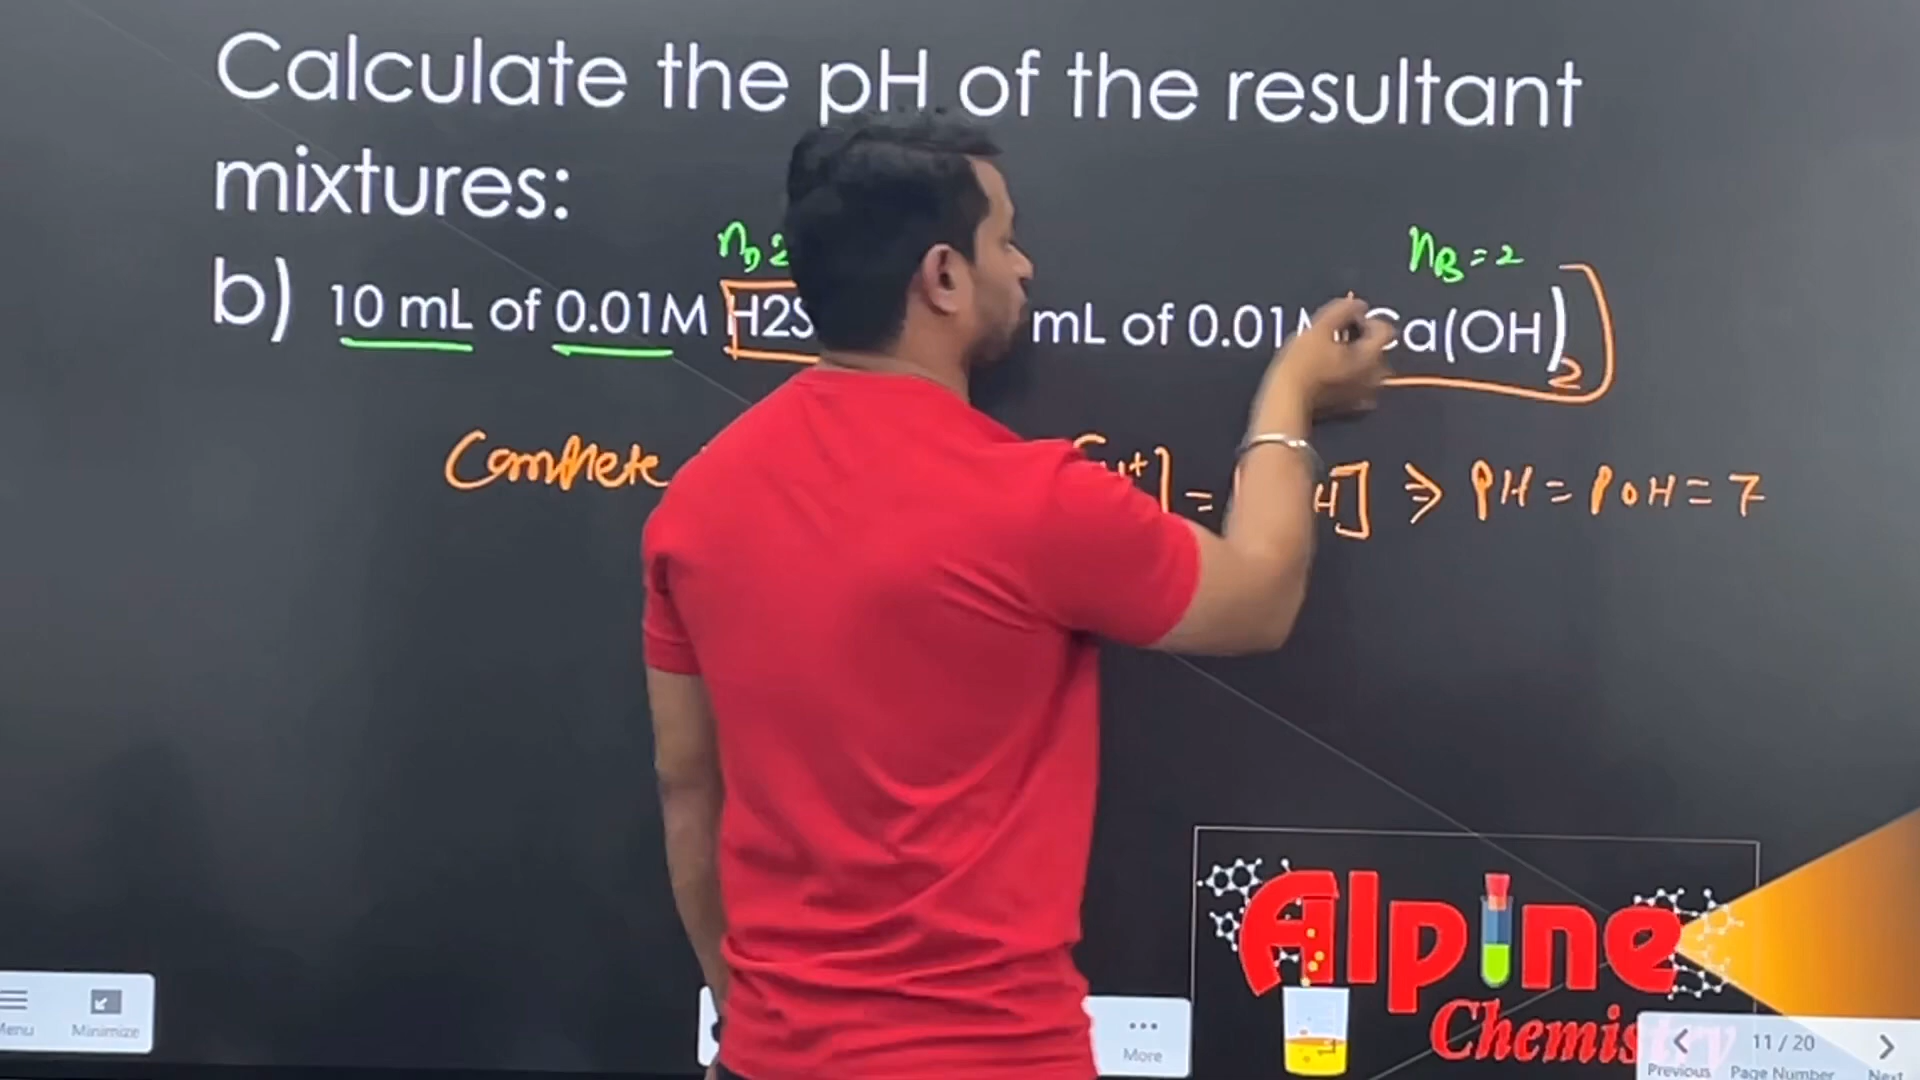 Calculate the pH of the resultant
mixtures:
nB = 2
b) 10 mL of 0.01M H2S mL of 0.01M Ca(OH)2
Complete = ⇒ PH = POH = 7
Alpine
Chemis
Menu Minimize More
11 / 20
Previous Page Number Next